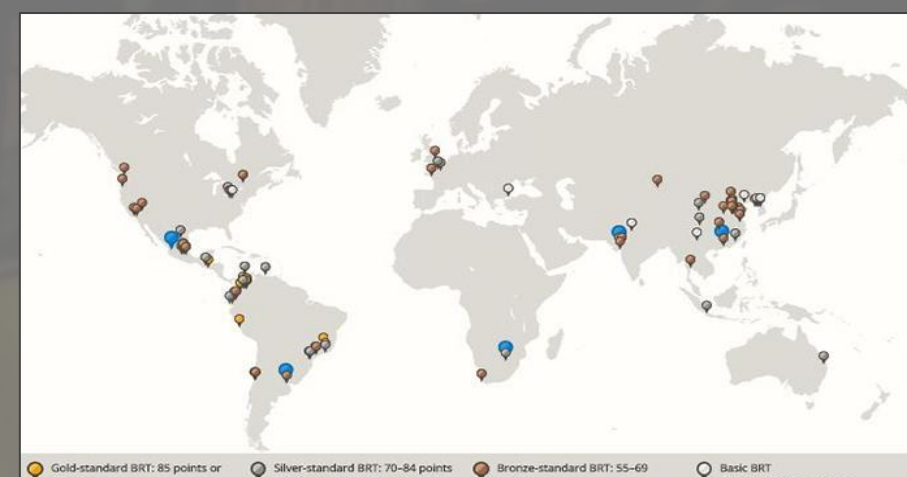 Gold-standard BRT: 85 points or
Silver-standard BRT: 70–84 points
Bronze-standard BRT: 55–69
Basic BRT